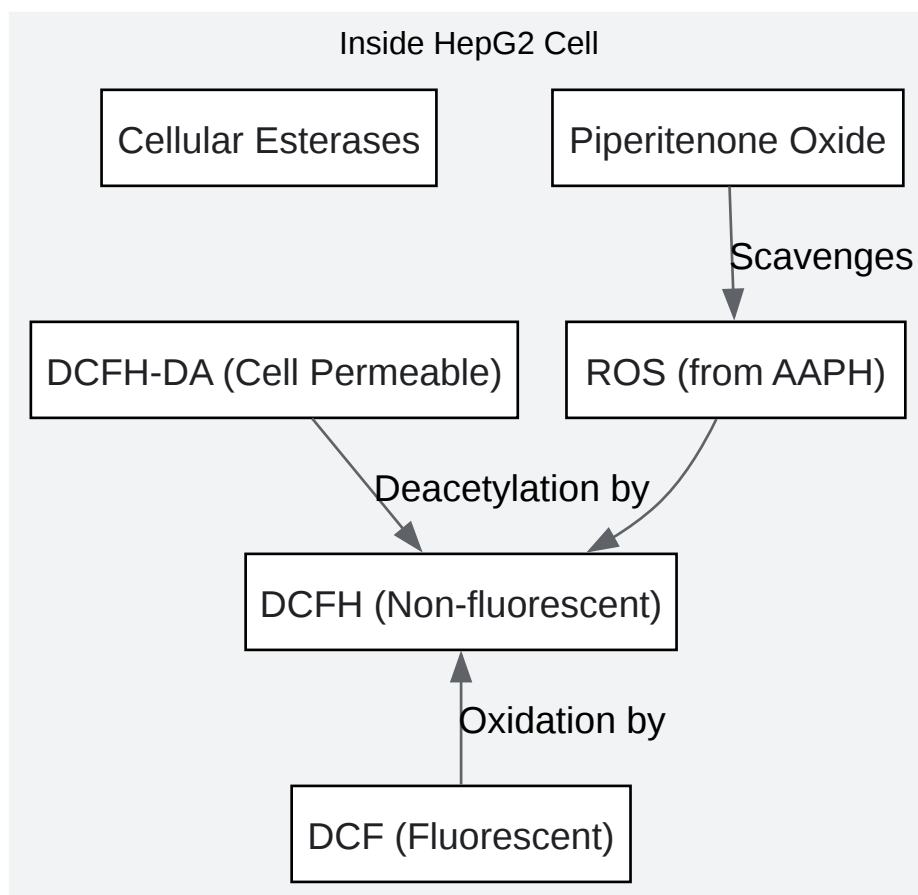 Inside HepG2 Cell
Cellular Esterases
Piperitenone Oxide
Scavenges
DCFH-DA (Cell Permeable)
ROS (from AAPH)
Deacetylation by
DCFH (Non-fluorescent)
Oxidation by
DCF (Fluorescent)